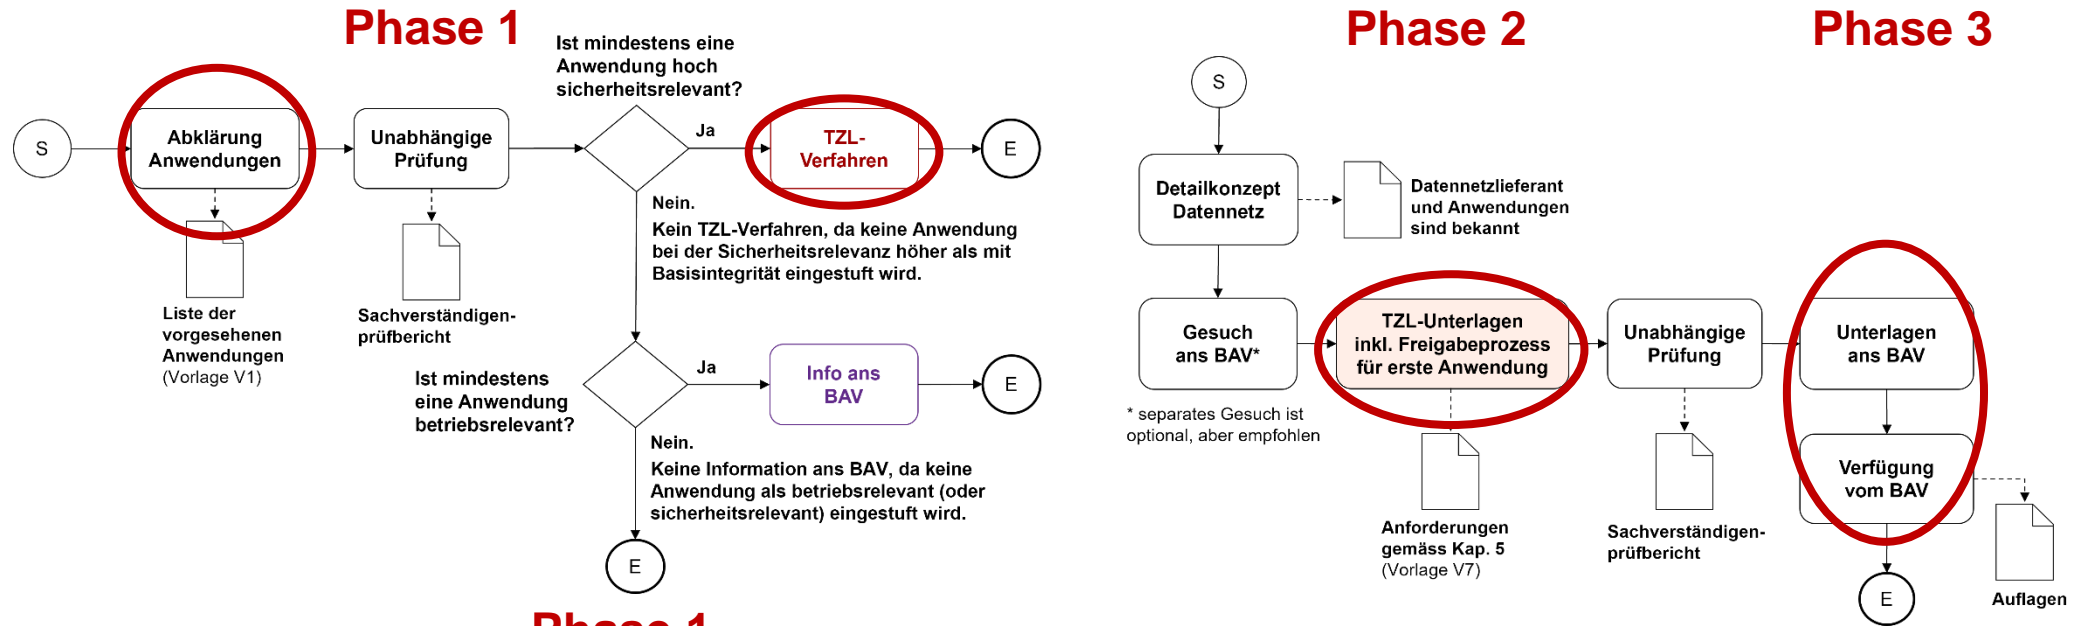 Phase 1
Phase 2
Phase 3
Ist mindestens eine
Anwendung hoch
sicherheitsrelevant?
S
Abklärung
Anwendungen
Unabhängige
Prüfung
Ja
TZL-
Verfahren
E
Nein.
Kein TZL-Verfahren, da keine Anwendung
bei der Sicherheitsrelevanz höher als mit
Basisintegrität eingestuft wird.
Liste der
vorgesehenen
Anwendungen
(Vorlage V1)
Sachverständigen-
prüfbericht
Ist mindestens
eine Anwendung
betriebsrelevant?
Ja
Info ans
BAV
E
Nein.
Keine Information ans BAV, da keine
Anwendung als betriebsrelevant (oder
sicherheitsrelevant) eingestuft wird.
E
Phase 1
S
Detailkonzept
Datennetz
Datennetzlieferant
und Anwendungen
sind bekannt
Gesuch
ans BAV*
* separates Gesuch ist
optional, aber empfohlen
TZL-Unterlagen
inkl. Freigabeprozess
für erste Anwendung
Anforderungen
gemäss Kap. 5
(Vorlage V7)
Unabhängige
Prüfung
Sachverständigen-
prüfbericht
Unterlagen
ans BAV
Verfügung
vom BAV
Auflagen
E